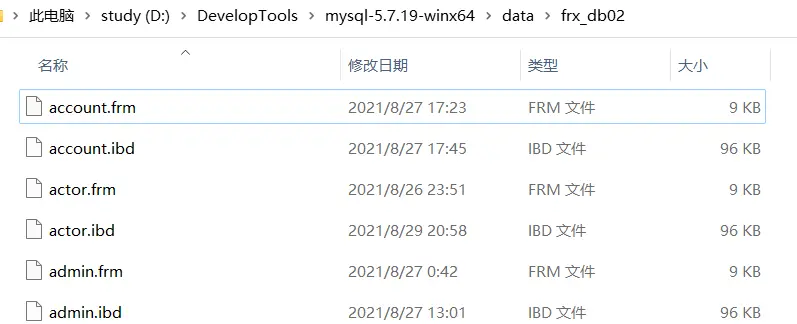 此电脑 › study (D:) › DevelopTools › mysql-5.7.19-winx64 › data › frx_db02
名称 修改日期 类型 大小
account.frm 2021/8/27 17:23 FRM 文件 9 KB
account.ibd 2021/8/27 17:45 IBD 文件 96 KB
actor.frm 2021/8/26 23:51 FRM 文件 9 KB
actor.ibd 2021/8/29 20:58 IBD 文件 96 KB
admin.frm 2021/8/27 0:42 FRM 文件 9 KB
admin.ibd 2021/8/27 13:01 IBD 文件 96 KB